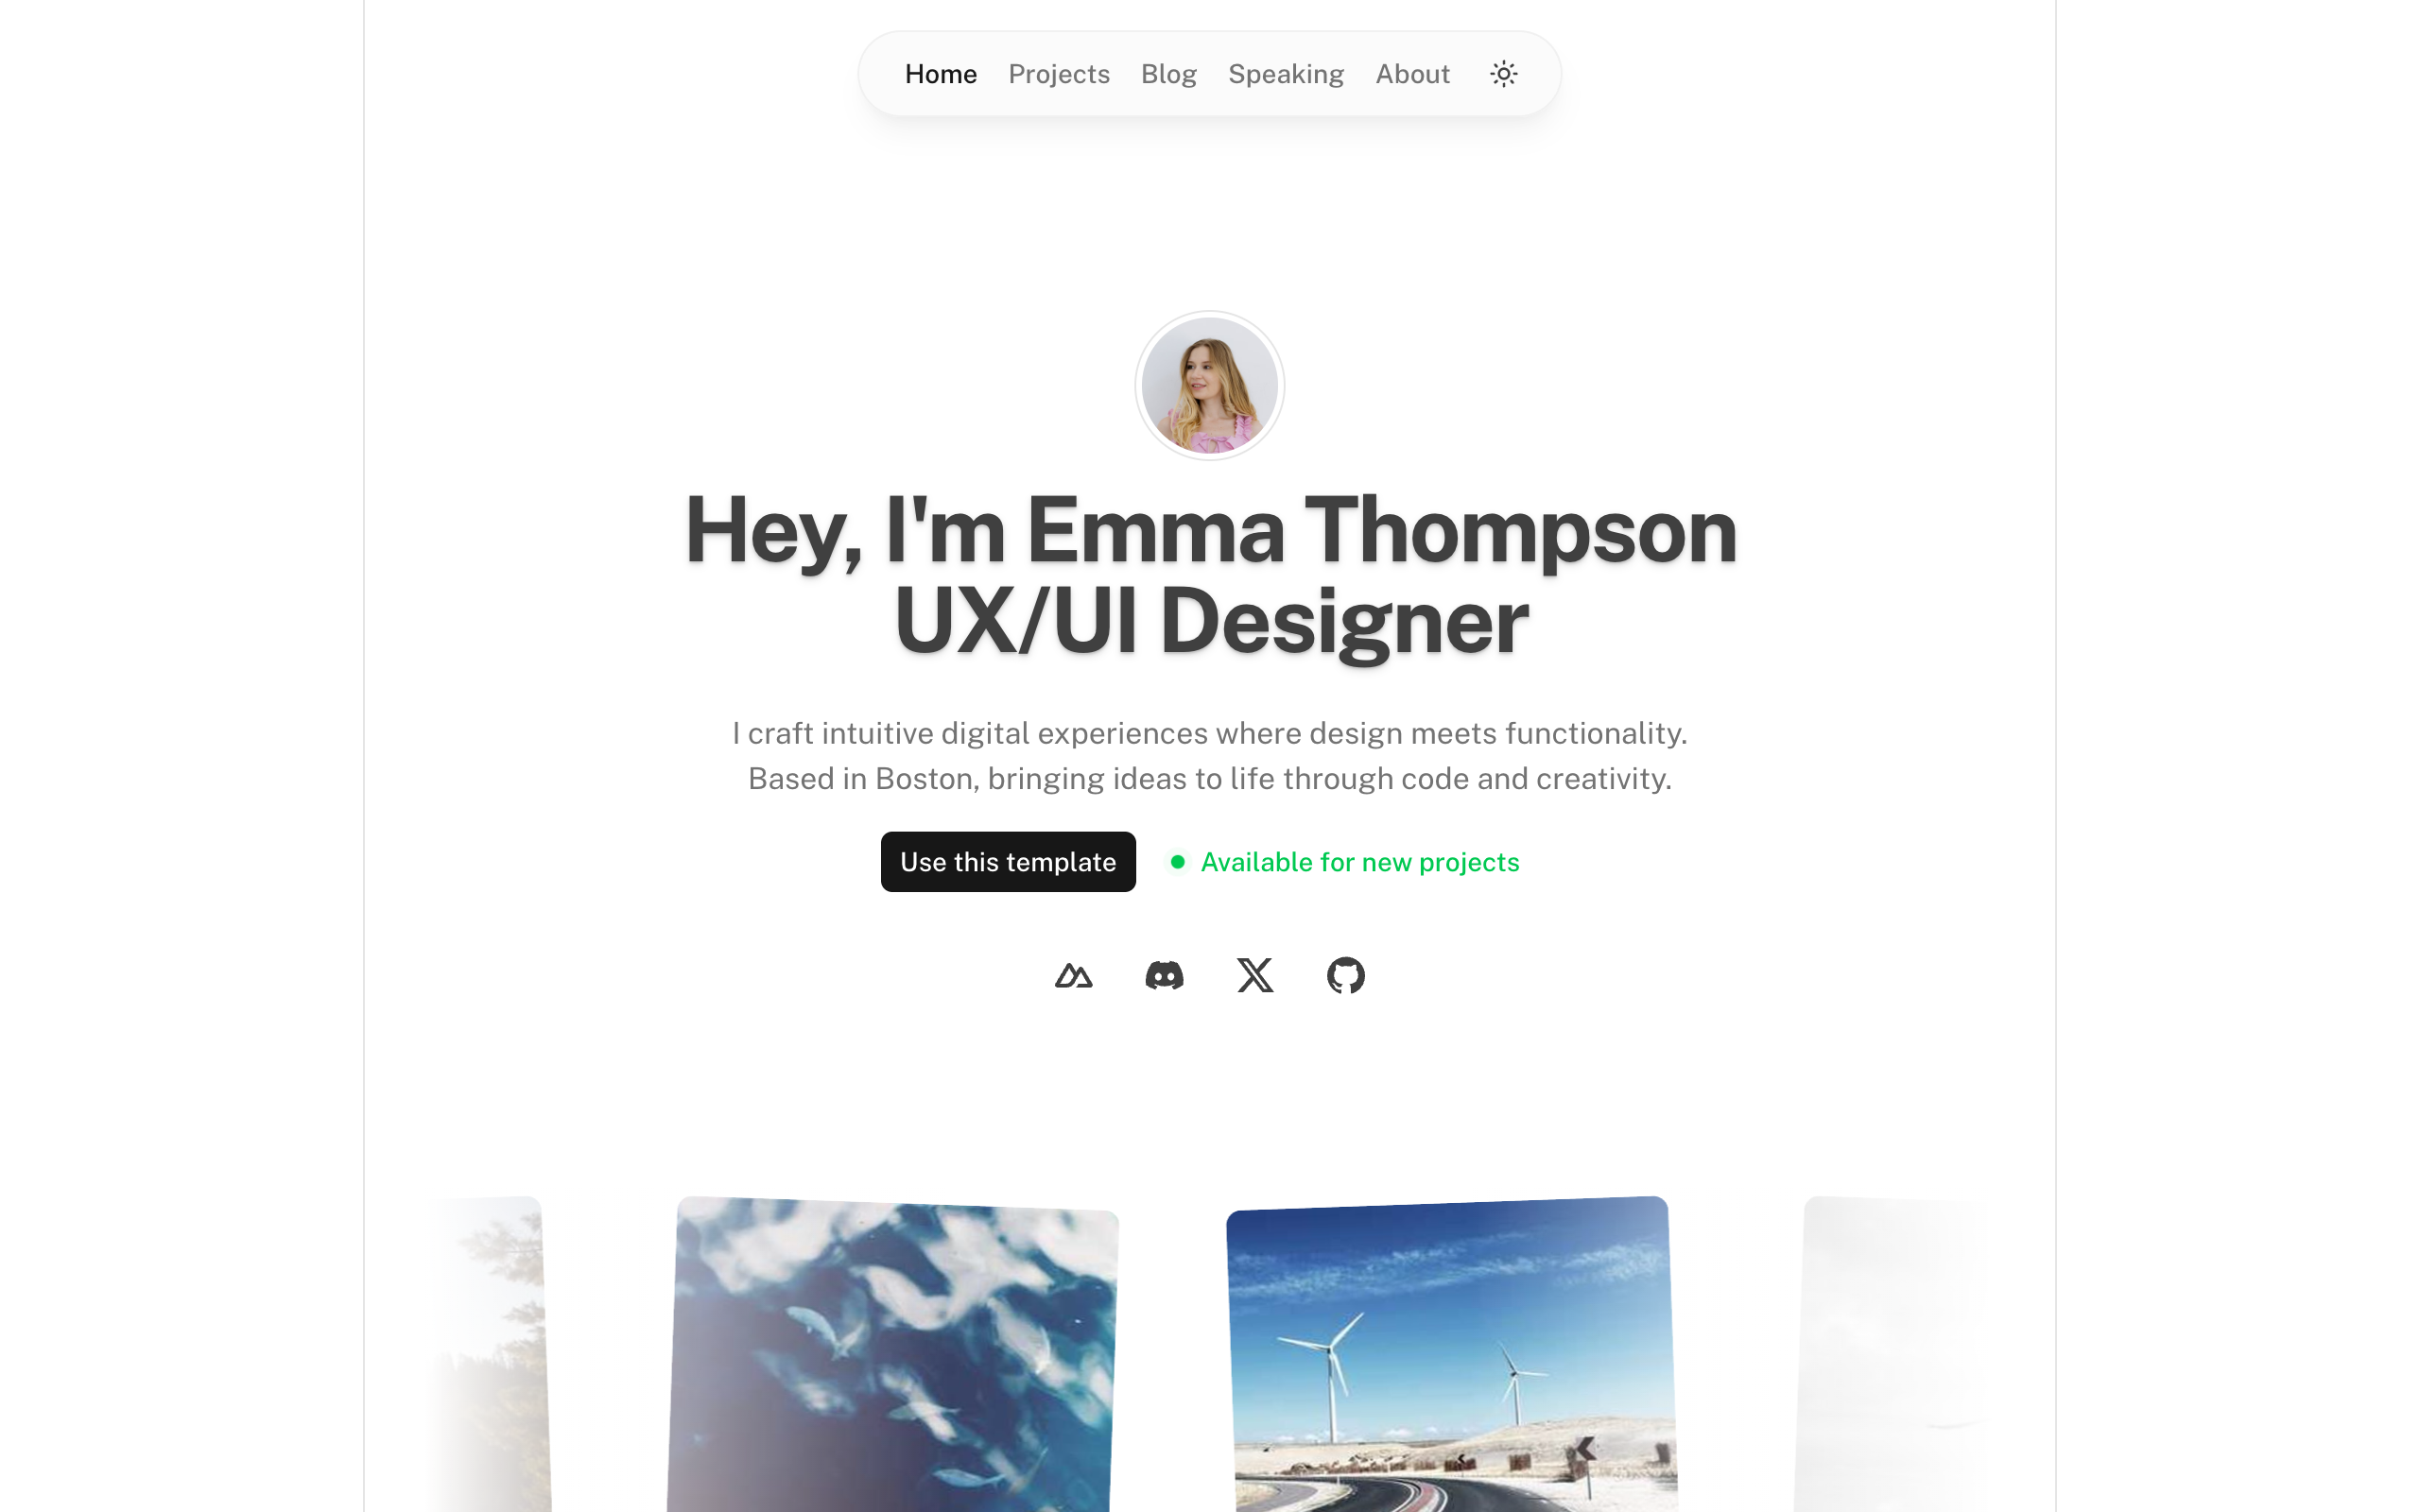 Home Projects Blog Speaking About
Hey, I'm Emma Thompson
UX/UI Designer
I craft intuitive digital experiences where design meets functionality.
Based in Boston, bringing ideas to life through code and creativity.
Use this template Available for new projects